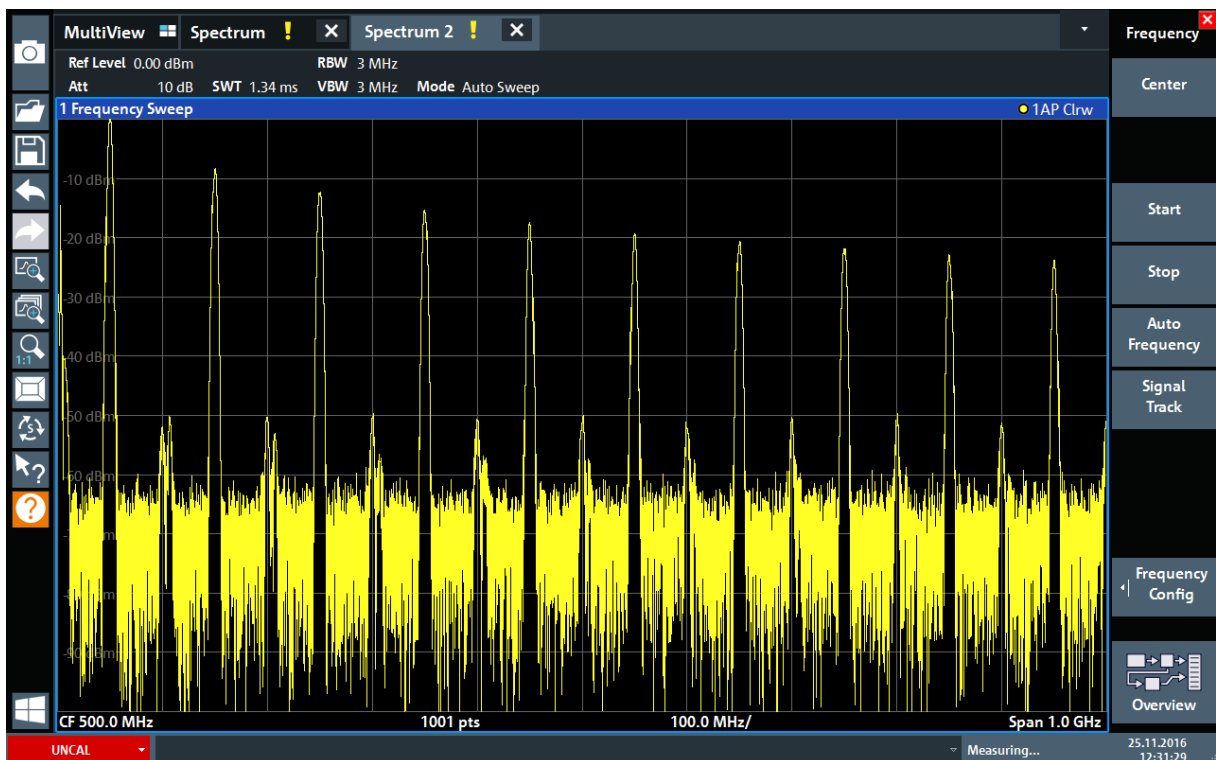 MultiView Spectrum ! X Spectrum 2 ! X
Frequency
Ref Level 0.00 dBm RBW 3 MHz
Att 10 dB SWT 1.34 ms VBW 3 MHz Mode Auto Sweep
1 Frequency Sweep 1AP Clrw
-10 dBm
-20 dBm
-30 dBm
-40 dBm
-50 dBm
-90 dBm
CF 500.0 MHz 1001 pts 100.0 MHz/ Span 1.0 GHz
1:1
S
?
?
Center
Start
Stop
Auto
Frequency
Signal
Track
Frequency
Config
Overview
UNCAL Measuring... 25.11.2016
12:31:29